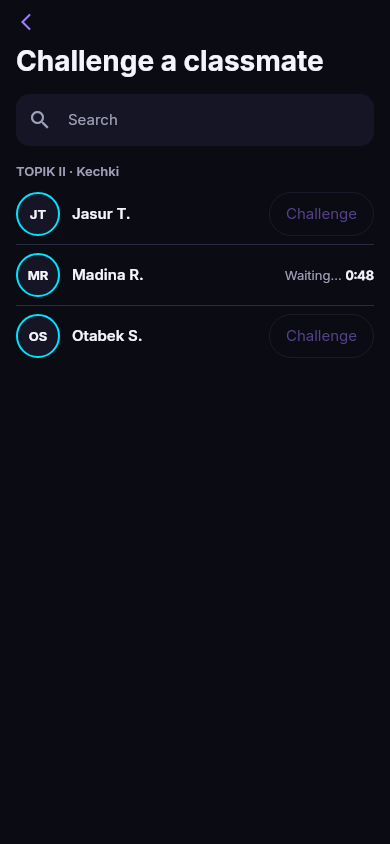 Challenge a classmate
Search
TOPIK II · Kechki
JT Jasur T. Challenge
MR Madina R. Waiting... 0:48
OS Otabek S. Challenge